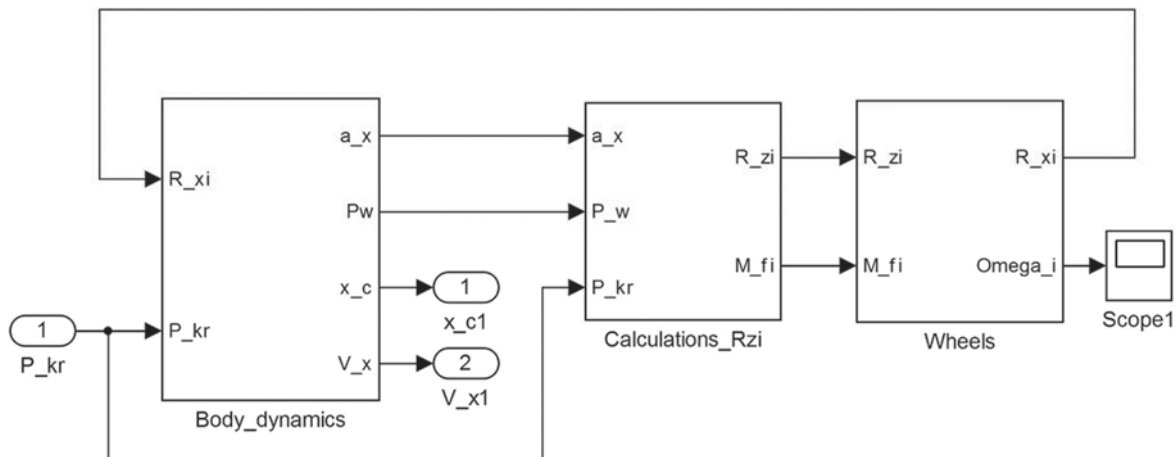 R_xi
P_kr
a_x
Pw
x_c
V_x
Body_dynamics
1
P_kr
1
x_c1
2
V_x1
a_x
P_w
P_kr
R_zi
M_fi
Calculations_Rzi
R_zi
M_fi
R_xi
Omega_i
Wheels
Scope1